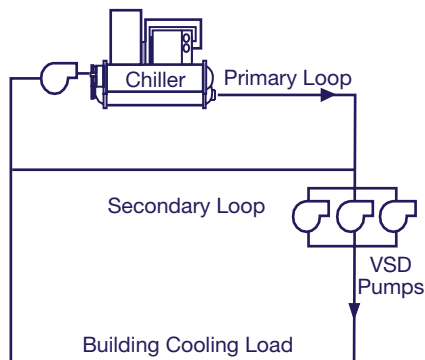 Chiller
Primary Loop
Secondary Loop
VSD
Pumps
Building Cooling Load